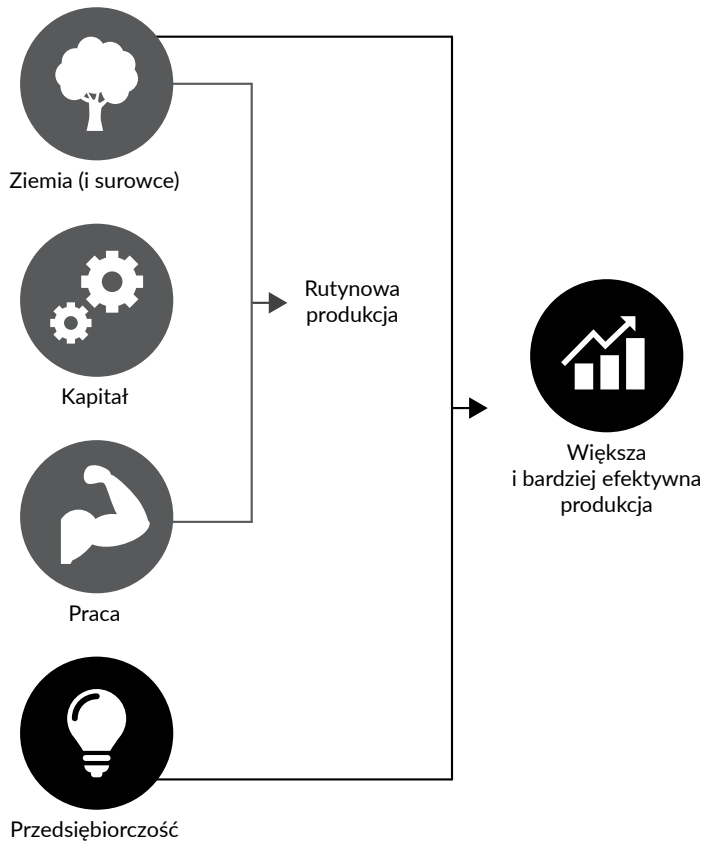 Ziemia (i surowce)
Kapitał
Praca
Przedsiębiorczość
Rutynowa
produkcja
Większa
i bardziej efektywna
produkcja